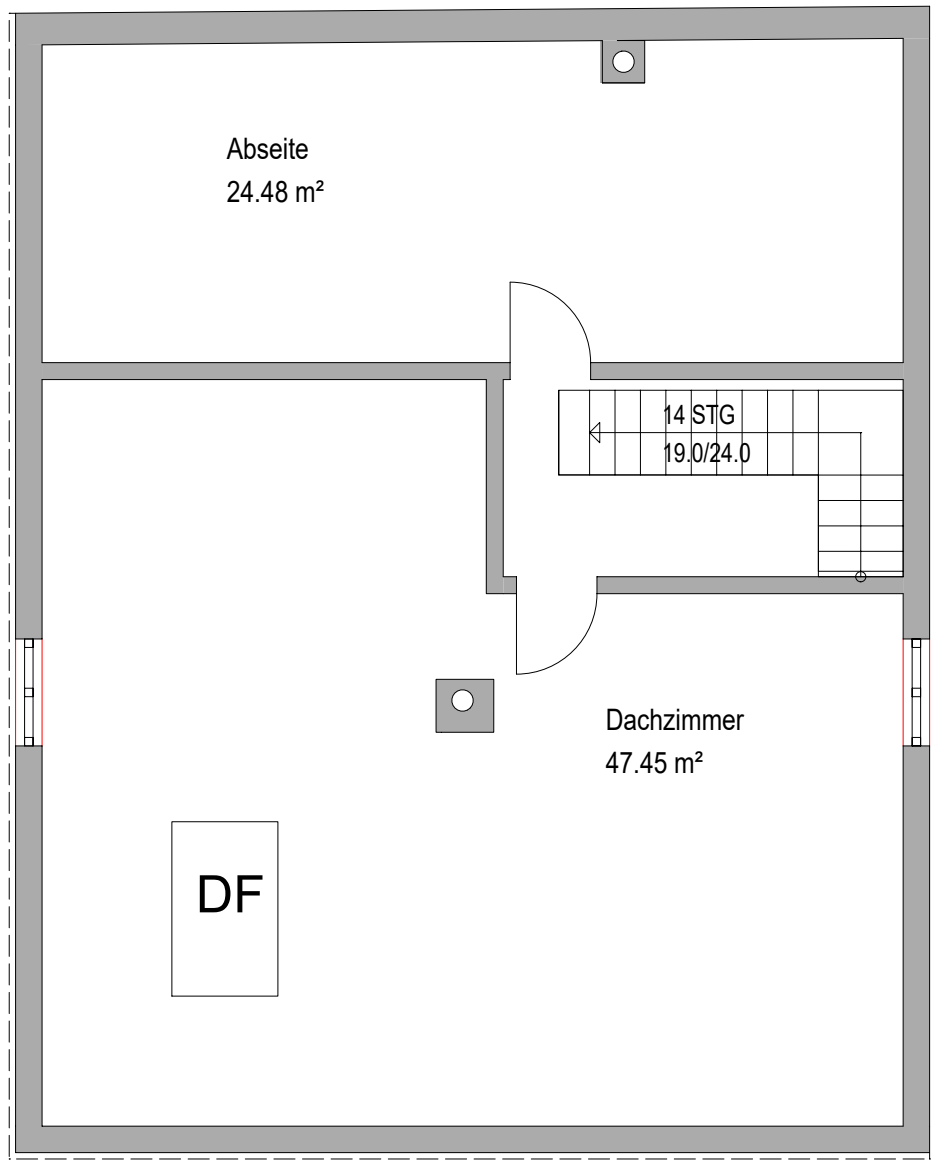 Abseite
24.48 m²
14 STG
19.0/24.0
Dachzimmer
47.45 m²
DF